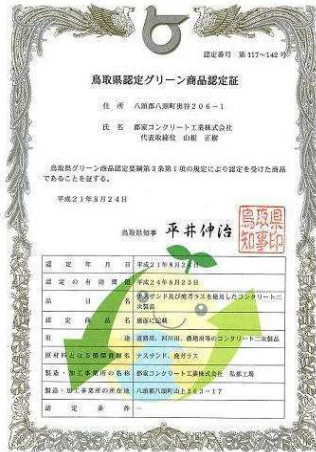 認定番号 第117～142号
鳥取県認定グリーン商品認定証
住所 八頭郡八頭町奥谷206－1
氏名 郡家コンクリート工業株式会社
代表取締役 山根 正樹
鳥取県グリーン商品認定要綱第3条第1項の規定により認定を受けた商品
であることを証する。
平成21年8月24日
鳥取県知事 平井伸治
鳥取県知事印
認定年月日 平成21年8月24日
認定の有効期限 平成24年8月23日
品目名 ナスサンド及び廃ガラスを使用したコンクリート二
次製品
認定商品名 裏面に記載
用途 道路用、河川用、農地用等のコンクリート二次製品
原材料となる循環資源名 ナスサンド、廃ガラス
製造・加工事業所の名称 郡家コンクリート工業株式会社 弘都工場
製造・加工事業所の所在地 八頭郡八頭町山上363－17
認定条件 －